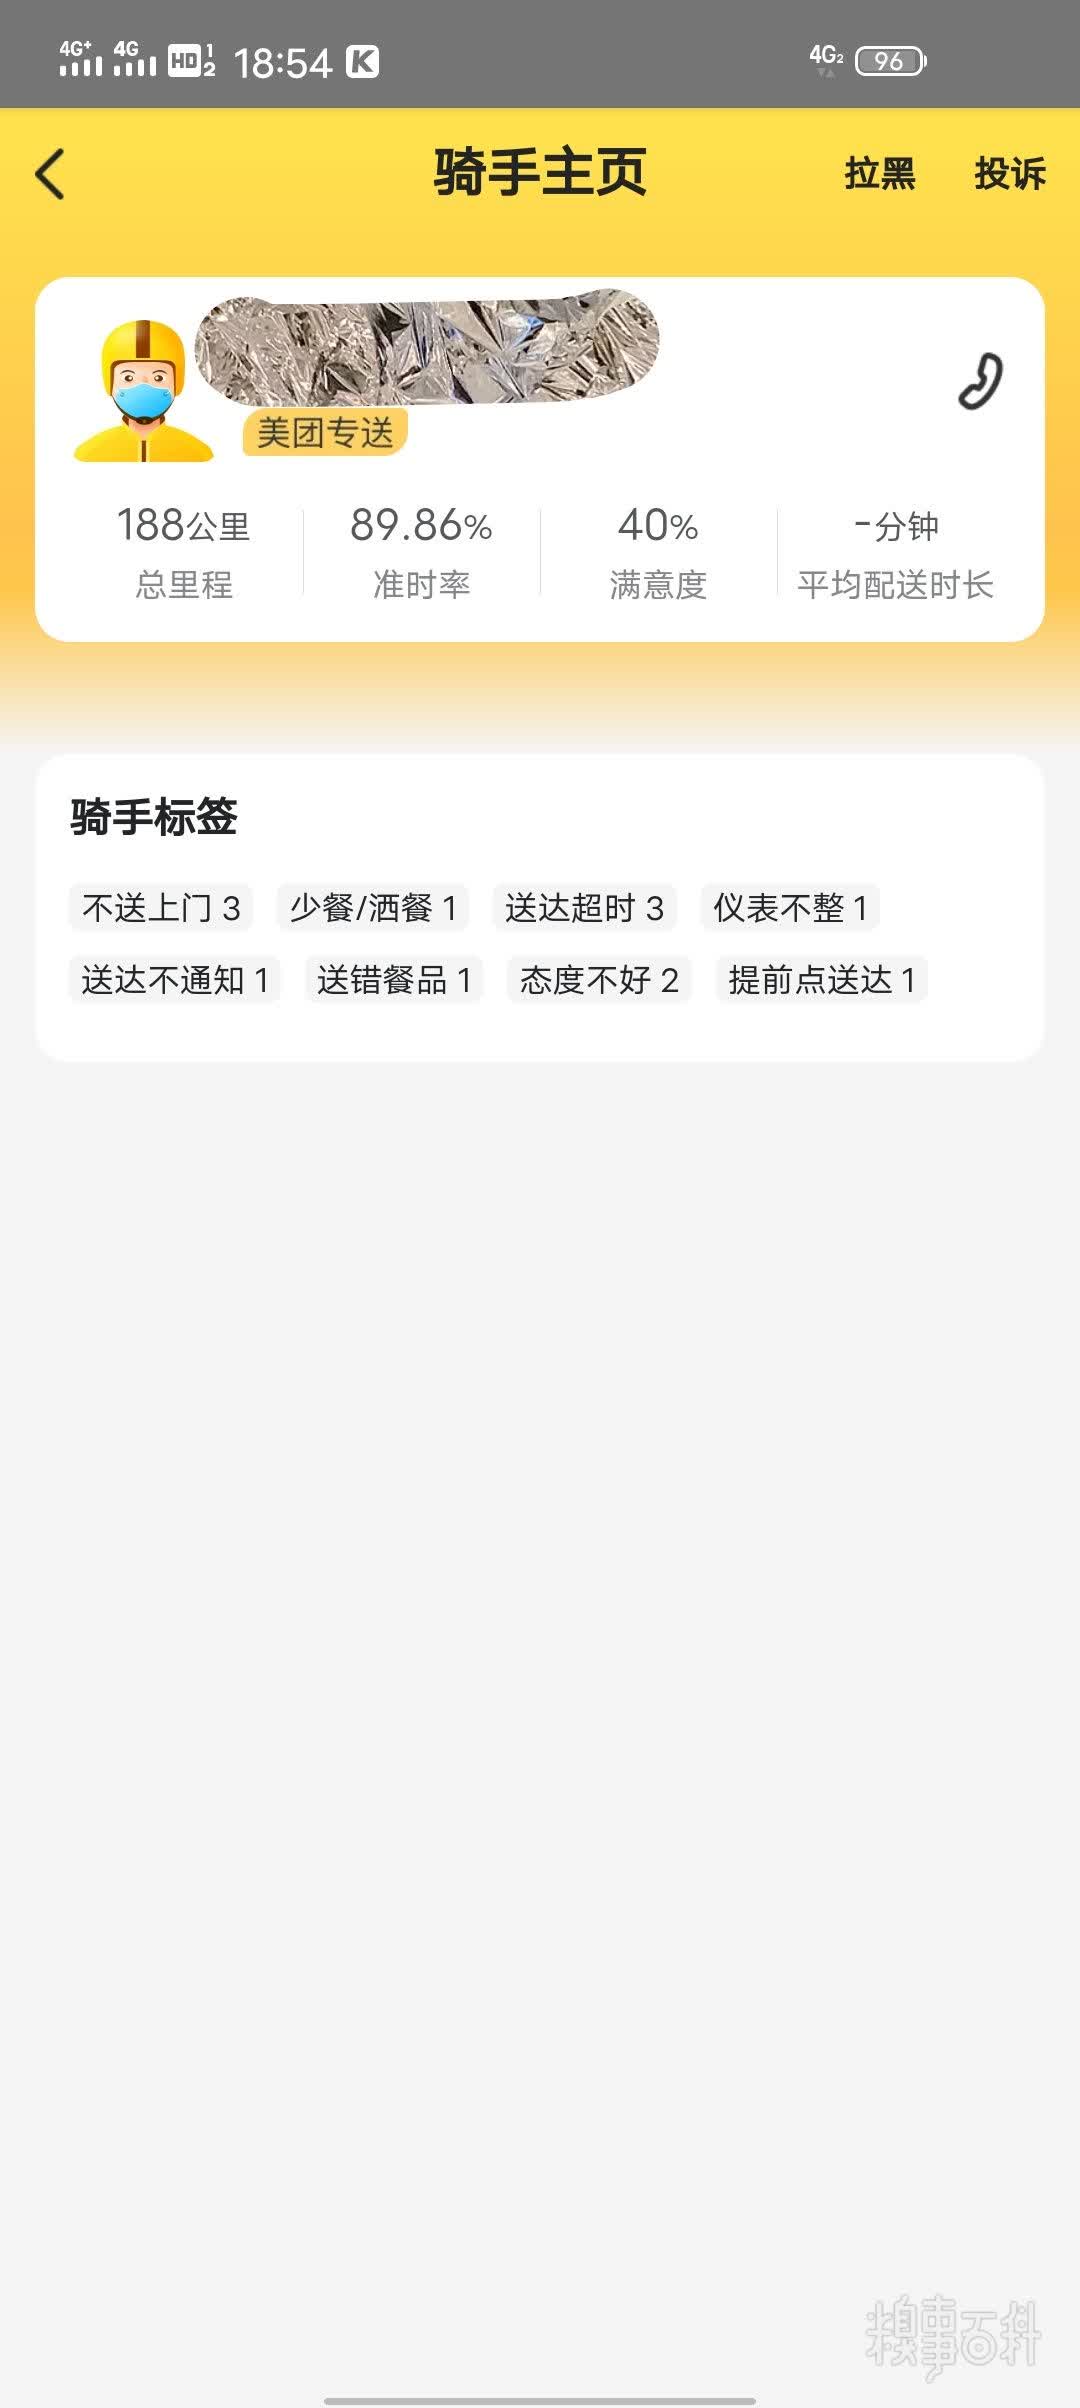 4G+ 4G HD 1 2 18:54 K 4G2 96
骑手主页 拉黑 投诉
美团专送
188公里 89.86% 40% -分钟
总里程 准时率 满意度 平均配送时长
骑手标签
不送上门 3 少餐/洒餐 1 送达超时 3 仪表不整 1
送达不通知 1 送错餐品 1 态度不好 2 提前点送达 1
糗事百科